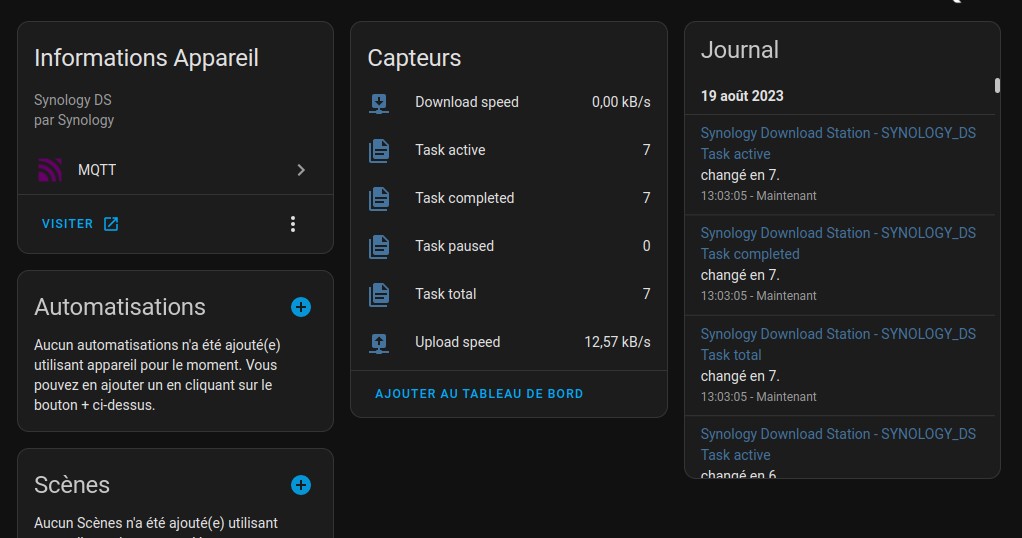 Informations Appareil
Synology DS
par Synology
MQTT
VISITER
Automatisations
Aucun automatisations n'a été ajouté(e)
utilisant appareil pour le moment. Vous
pouvez en ajouter un en cliquant sur le
bouton + ci-dessus.
Scènes
Aucun Scènes n'a été ajouté(e) utilisant
Capteurs
Download speed 0,00 kB/s
Task active 7
Task completed 7
Task paused 0
Task total 7
Upload speed 12,57 kB/s
AJOUTER AU TABLEAU DE BORD
Journal
19 août 2023
Synology Download Station - SYNOLOGY_DS
Task active
changé en 7.
13:03:05 - Maintenant
Synology Download Station - SYNOLOGY_DS
Task completed
changé en 7.
13:03:05 - Maintenant
Synology Download Station - SYNOLOGY_DS
Task total
changé en 7.
13:03:05 - Maintenant
Synology Download Station - SYNOLOGY_DS
Task active
changé en 6